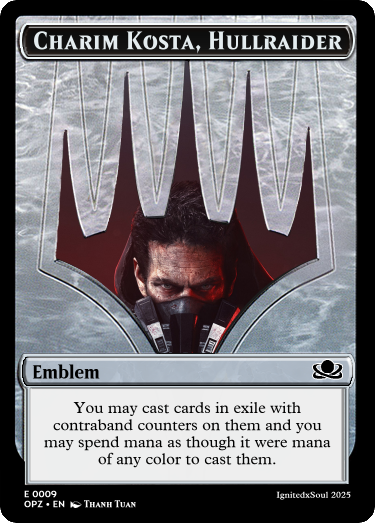 CHARIM KOSTA, HULLRAIDER
Emblem
You may cast cards in exile with
contraband counters on them and you
may spend mana as though it were mana
of any color to cast them.
E 0009
OPZ • EN THANH TUAN
IgnitedxSoul 2025